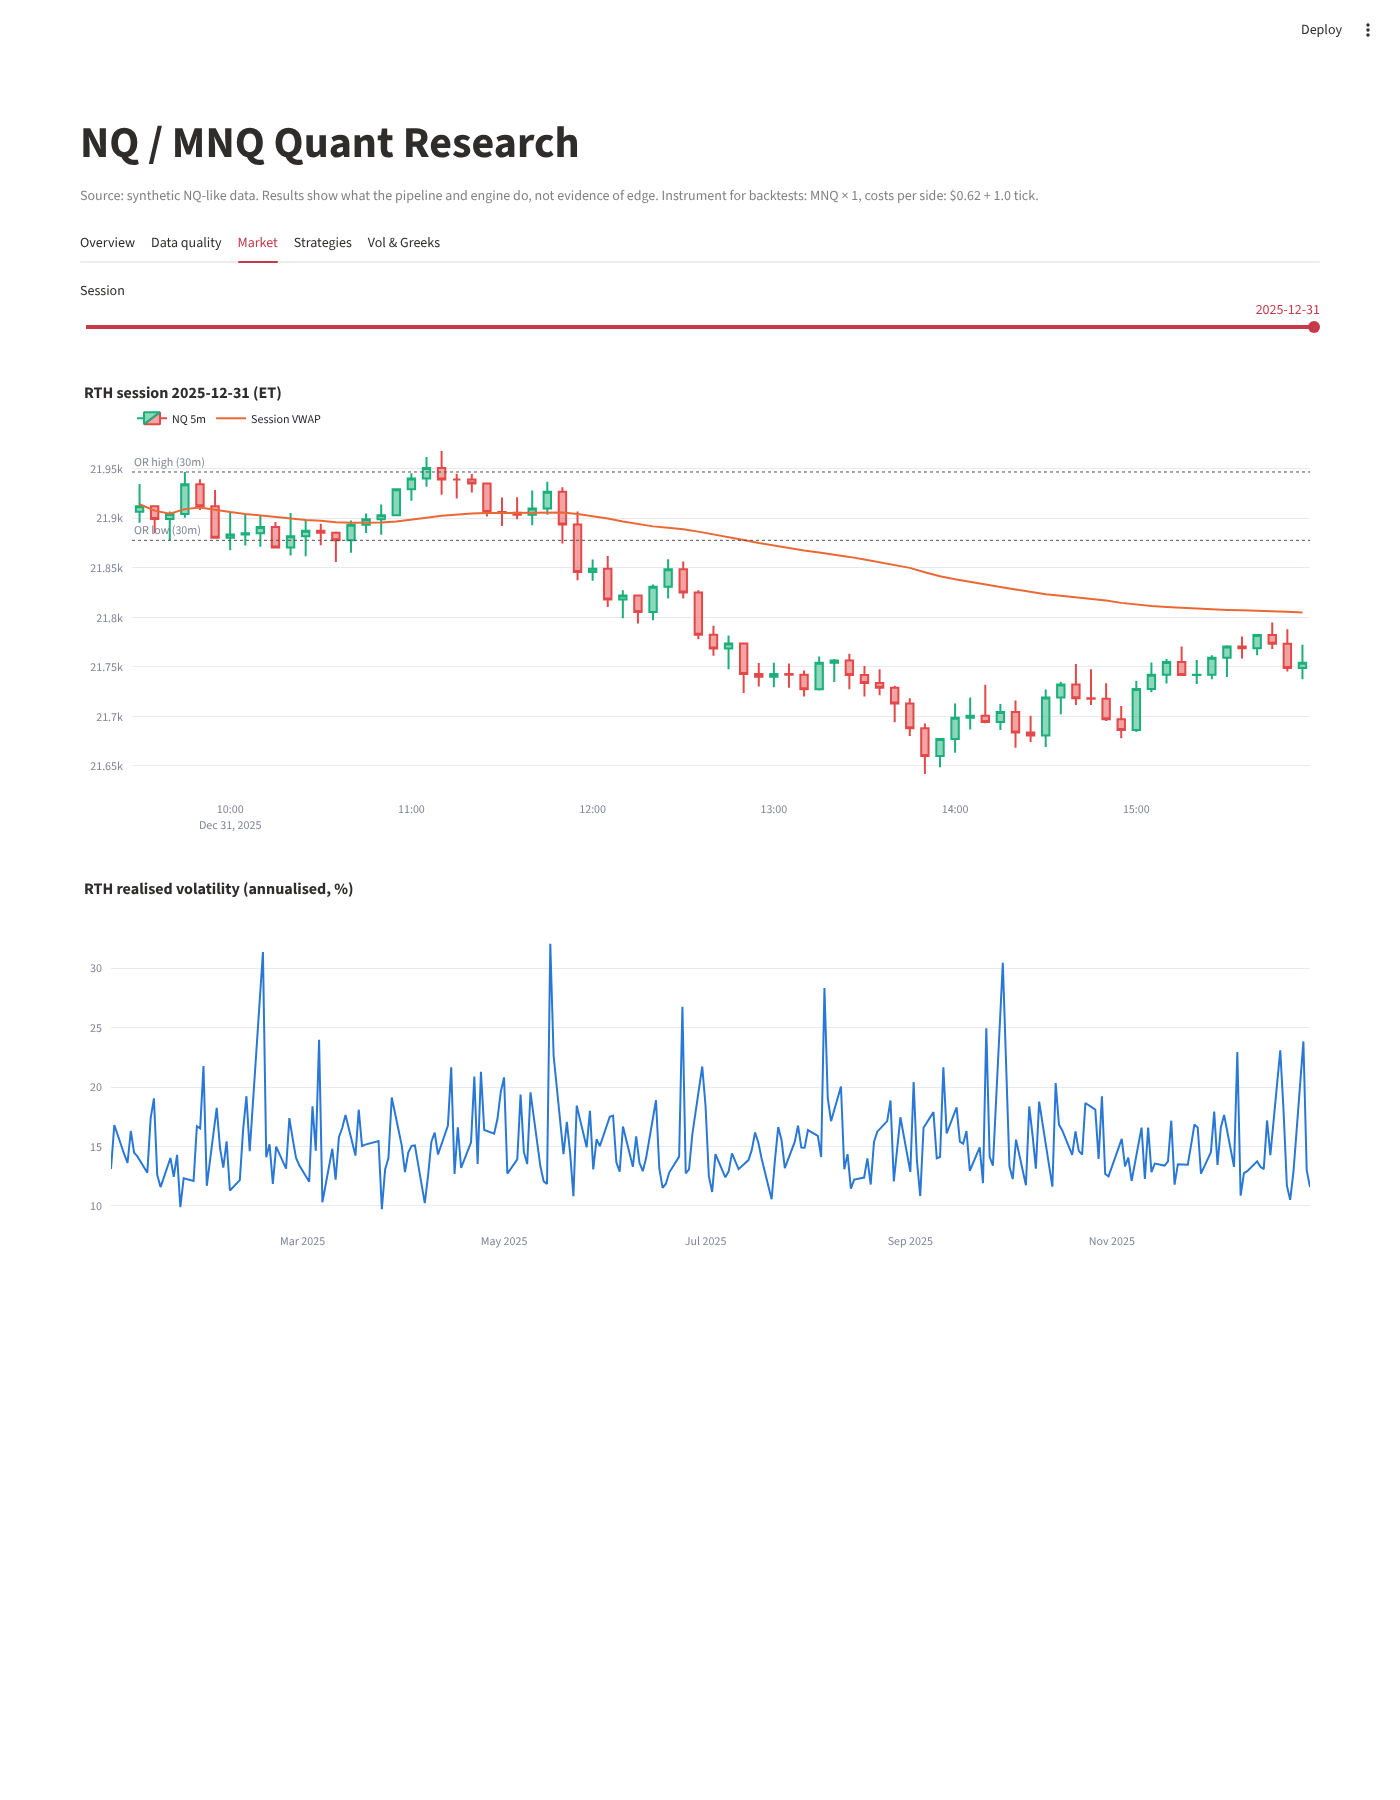 Deploy
NQ / MNQ Quant Research
Source: synthetic NQ-like data. Results show what the pipeline and engine do, not evidence of edge. Instrument for backtests: MNQ × 1, costs per side: $0.62 + 1.0 tick.
Overview Data quality Market Strategies Vol & Greeks
Session
2025-12-31
RTH session 2025-12-31 (ET)
NQ 5m Session VWAP
OR high (30m)
21.95k
21.9k
OR low (30m)
21.85k
21.8k
21.75k
21.7k
21.65k
10:00 11:00 12:00 13:00 14:00 15:00
Dec 31, 2025
RTH realised volatility (annualised, %)
30
25
20
15
10
Mar 2025 May 2025 Jul 2025 Sep 2025 Nov 2025